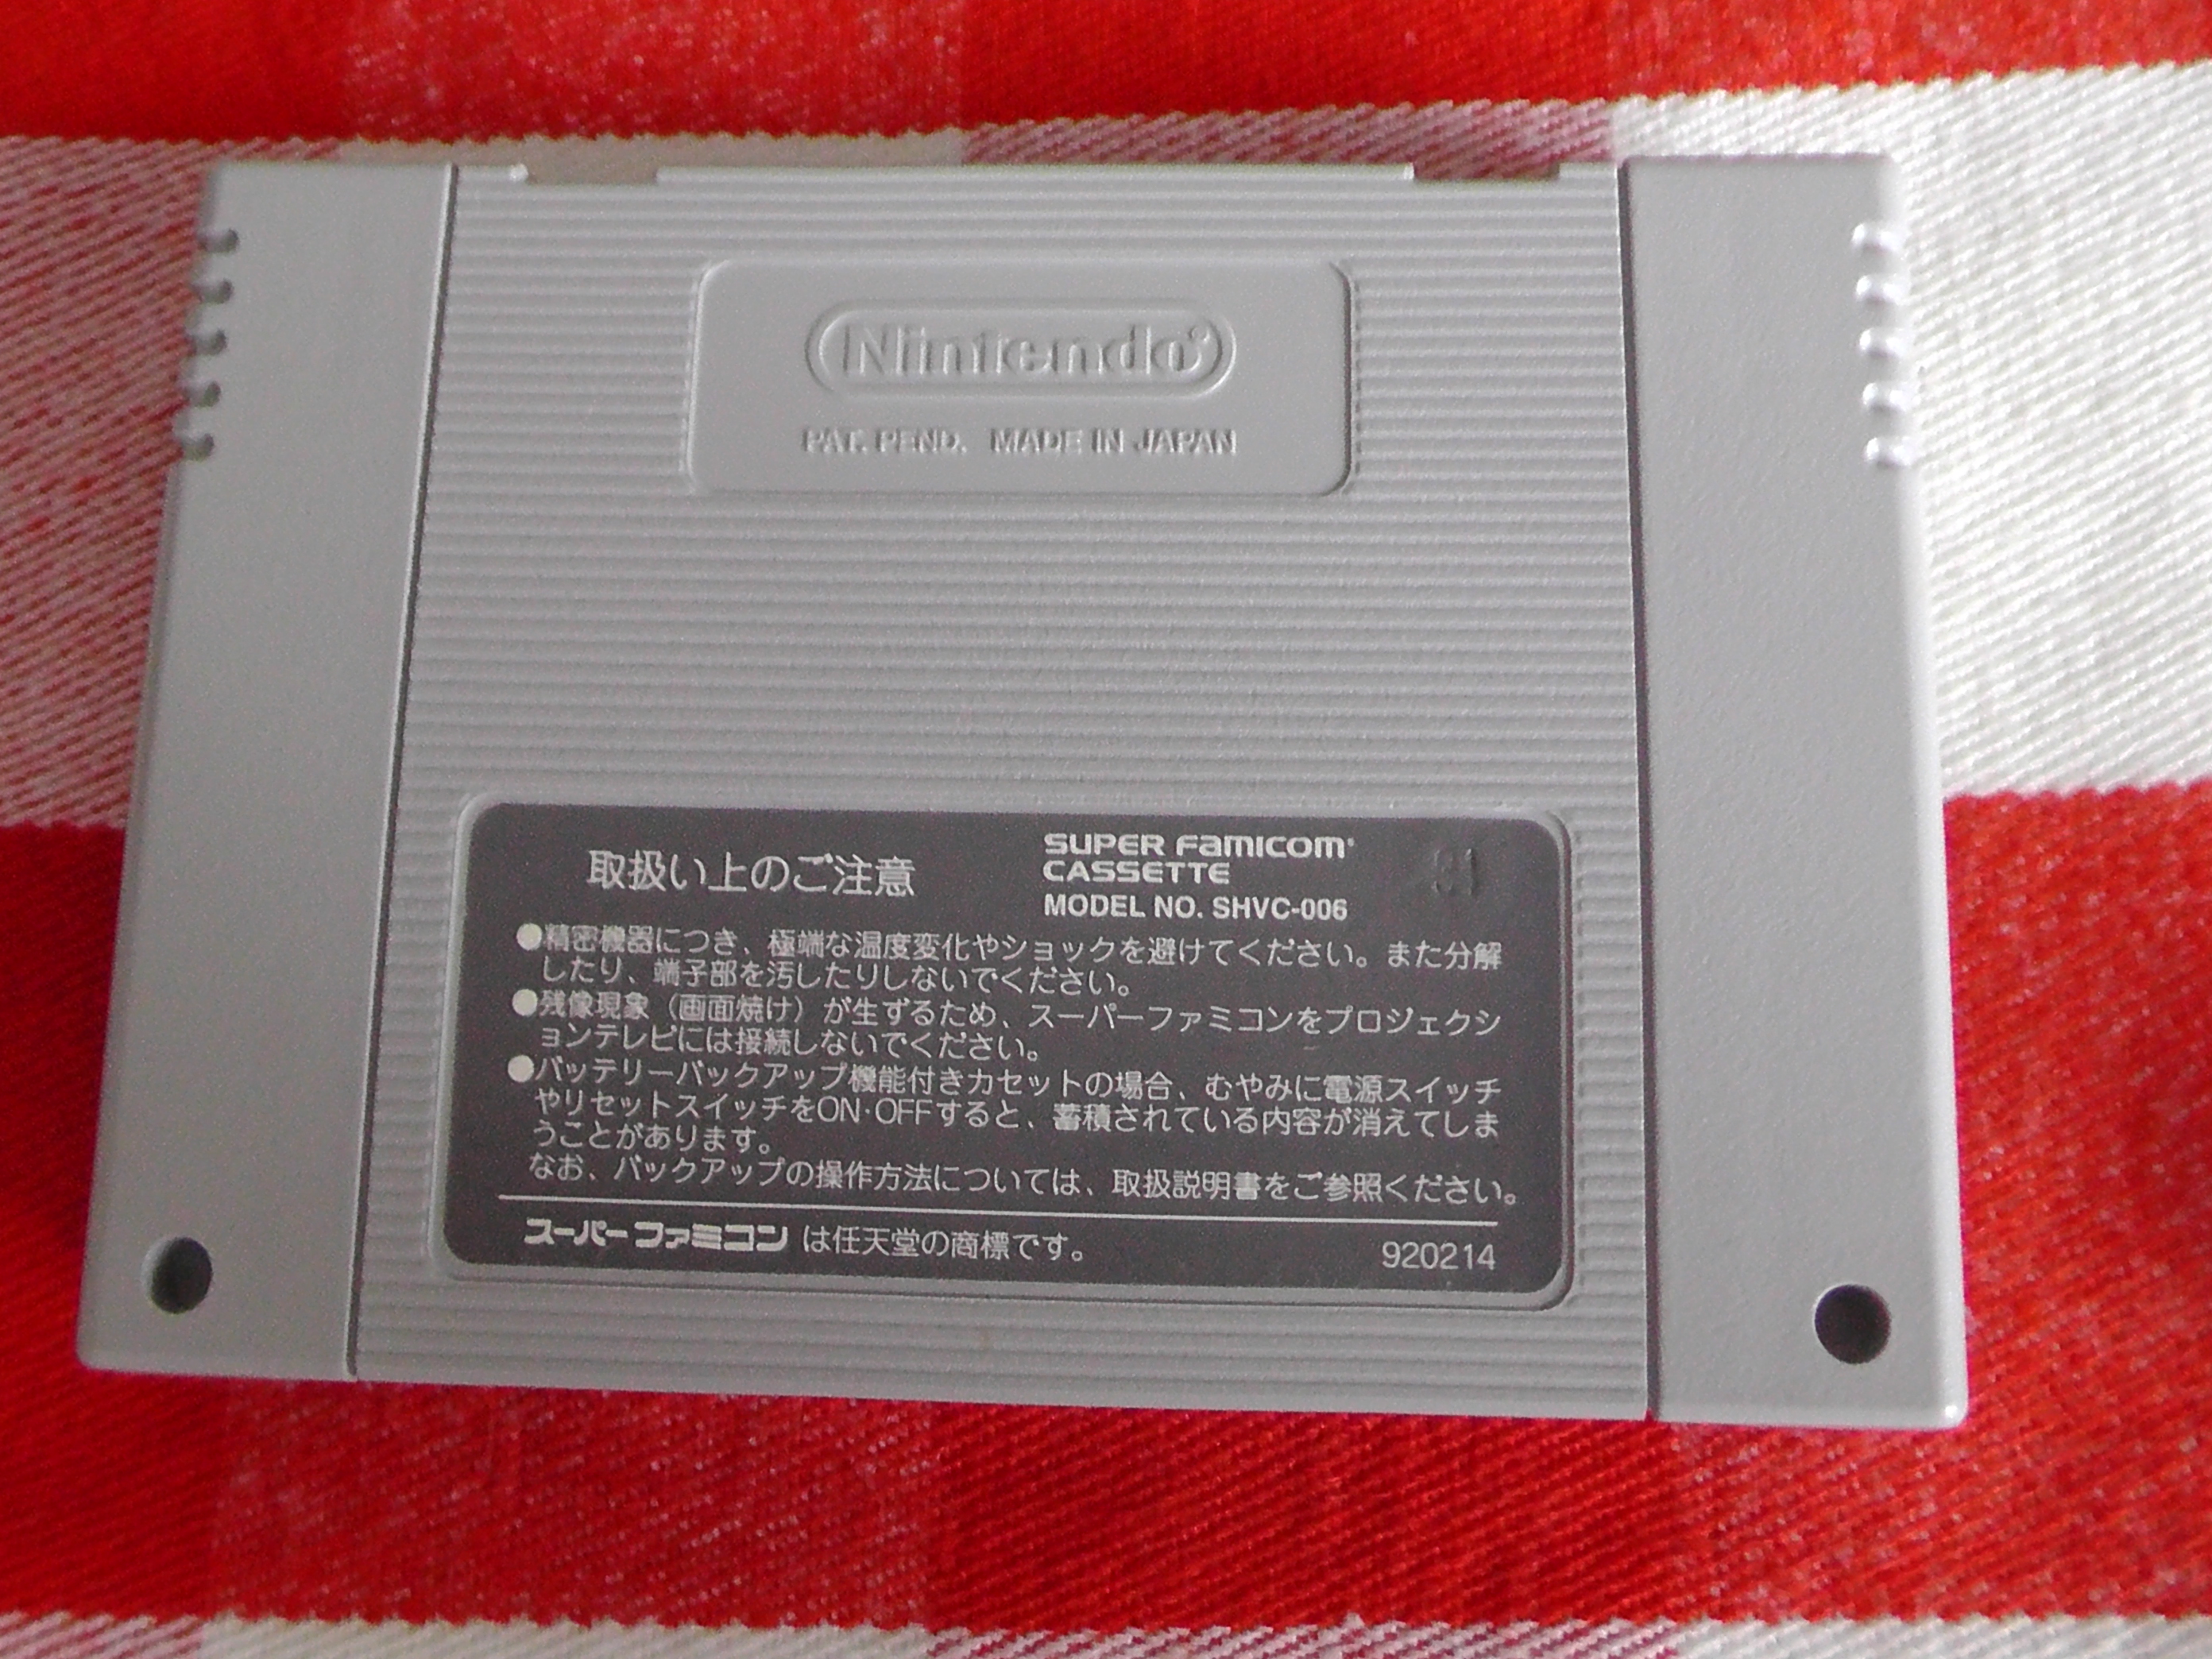 Nintendo
PAT. PEND. MADE IN JAPAN
取扱い上のご注意
SUPER FAMICOM
CASSETTE
MODEL NO. SHVC-006
●精密機器につき、極端な温度変化やショックを避けてください。また分解
したり、端子部を汚したりしないでください。
●残像現象（画面焼け）が生ずるため、スーパーファミコンをプロジェクシ
ョンテレビには接続しないでください。
●バッテリーバックアップ機能付きカセットの場合、むやみに電源スイッチ
やリセットスイッチをON·OFFすると、蓄積されている内容が消えてしま
うことがあります。
なお、バックアップの操作方法については、取扱説明書をご参照ください。
スーパーファミコン は任天堂の商標です。
920214